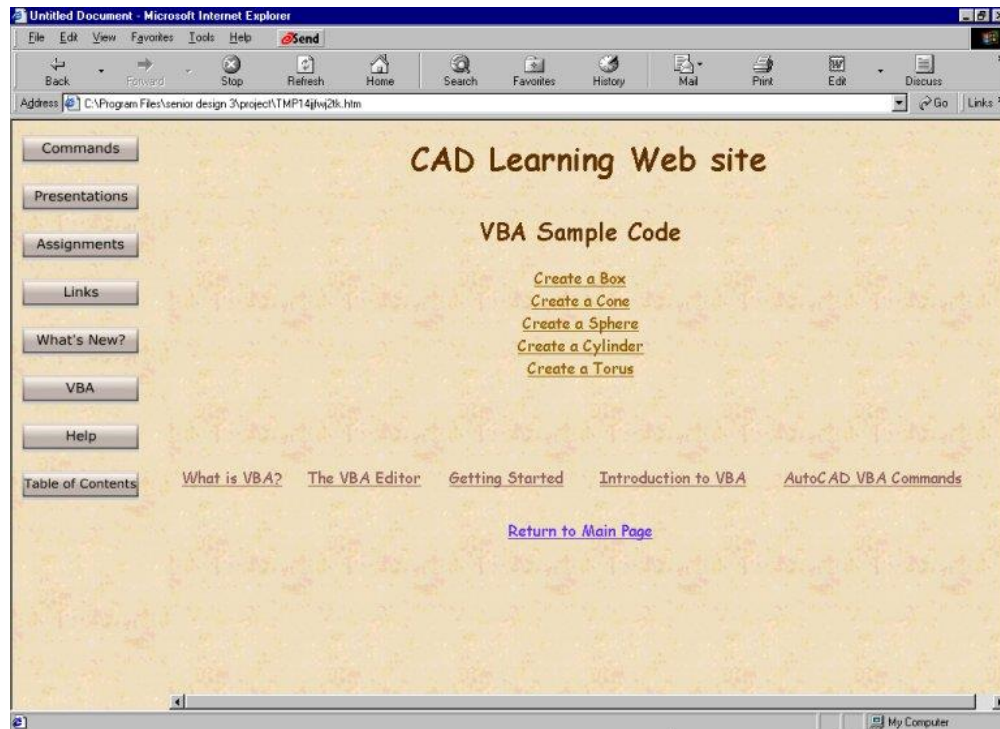 Untitled Document - Microsoft Internet Explorer
File Edit View Favorites Tools Help Send
Back Forward Stop Refresh Home Search Favorites History Mail Print Edit Discuss
Address C:\Program Files\senior design 3\project\TMP14jifwj2tk.htm Go Links
Commands
Presentations
Assignments
Links
What's New?
VBA
Help
Table of Contents
CAD Learning Web site
VBA Sample Code
Create a Box
Create a Cone
Create a Sphere
Create a Cylinder
Create a Torus
What is VBA? The VBA Editor Getting Started Introduction to VBA AutoCAD VBA Commands
Return to Main Page
My Computer